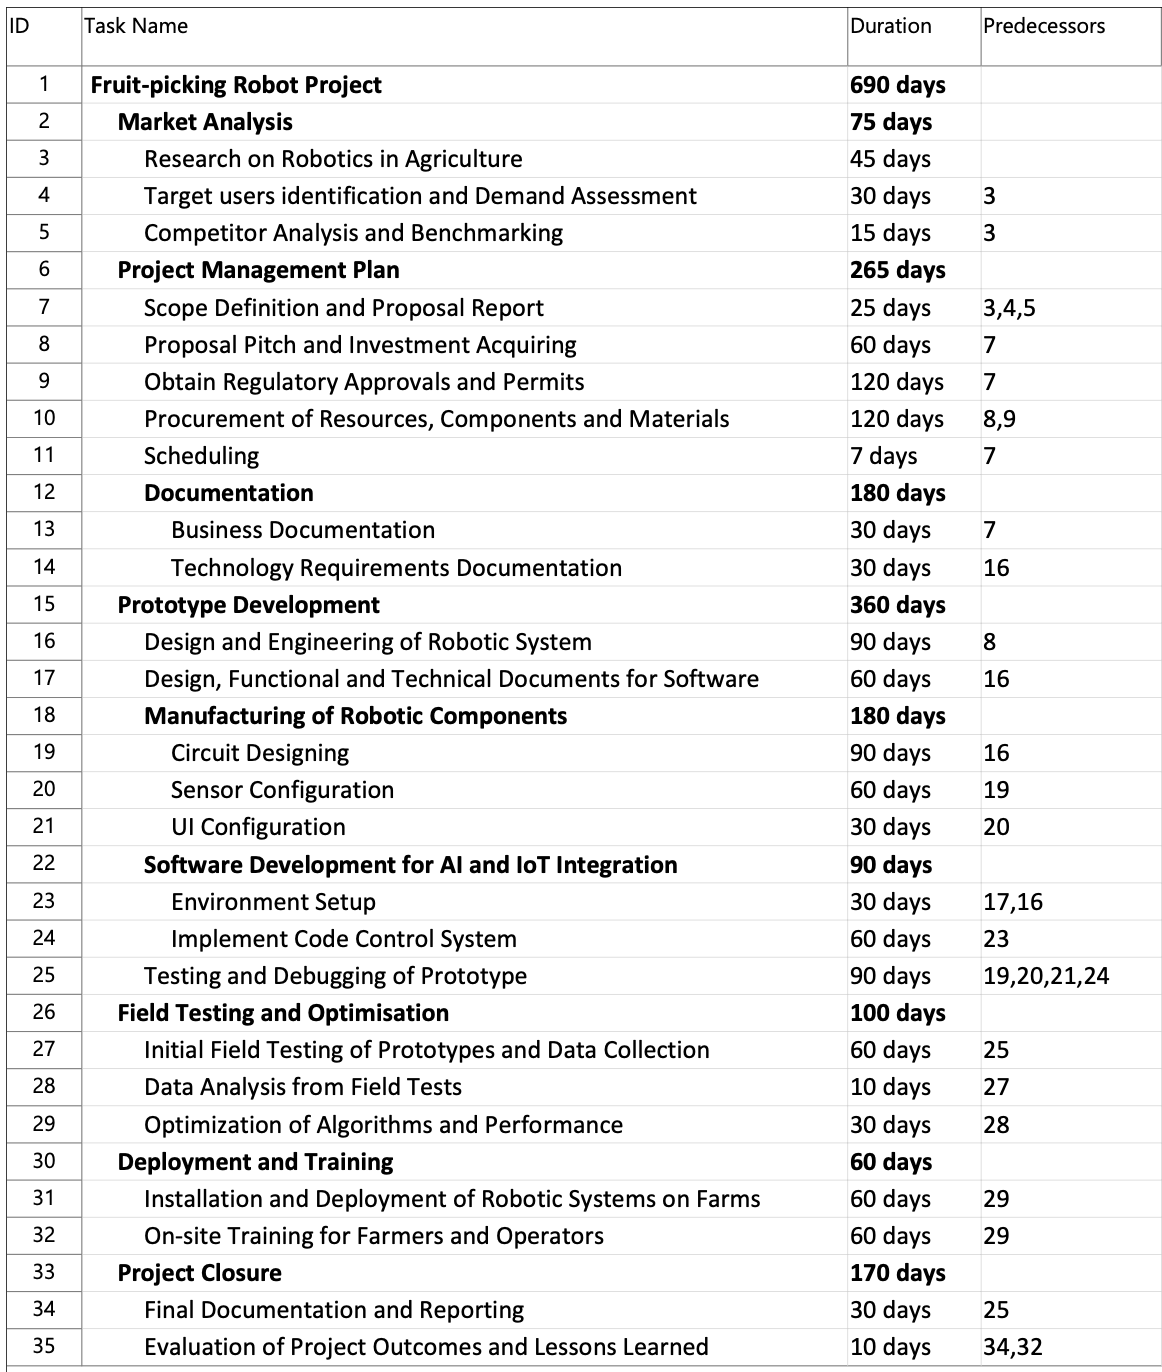 ID Task Name Duration Predecessors
1 Fruit-picking Robot Project 690 days
2 Market Analysis 75 days
3 Research on Robotics in Agriculture 45 days
4 Target users identification and Demand Assessment 30 days 3
5 Competitor Analysis and Benchmarking 15 days 3
6 Project Management Plan 265 days
7 Scope Definition and Proposal Report 25 days 3,4,5
8 Proposal Pitch and Investment Acquiring 60 days 7
9 Obtain Regulatory Approvals and Permits 120 days 7
10 Procurement of Resources, Components and Materials 120 days 8,9
11 Scheduling 7 days 7
12 Documentation 180 days
13 Business Documentation 30 days 7
14 Technology Requirements Documentation 30 days 16
15 Prototype Development 360 days
16 Design and Engineering of Robotic System 90 days 8
17 Design, Functional and Technical Documents for Software 60 days 16
18 Manufacturing of Robotic Components 180 days
19 Circuit Designing 90 days 16
20 Sensor Configuration 60 days 19
21 UI Configuration 30 days 20
22 Software Development for AI and IoT Integration 90 days
23 Environment Setup 30 days 17,16
24 Implement Code Control System 60 days 23
25 Testing and Debugging of Prototype 90 days 19,20,21,24
26 Field Testing and Optimisation 100 days
27 Initial Field Testing of Prototypes and Data Collection 60 days 25
28 Data Analysis from Field Tests 10 days 27
29 Optimization of Algorithms and Performance 30 days 28
30 Deployment and Training 60 days
31 Installation and Deployment of Robotic Systems on Farms 60 days 29
32 On-site Training for Farmers and Operators 60 days 29
33 Project Closure 170 days
34 Final Documentation and Reporting 30 days 25
35 Evaluation of Project Outcomes and Lessons Learned 10 days 34,32